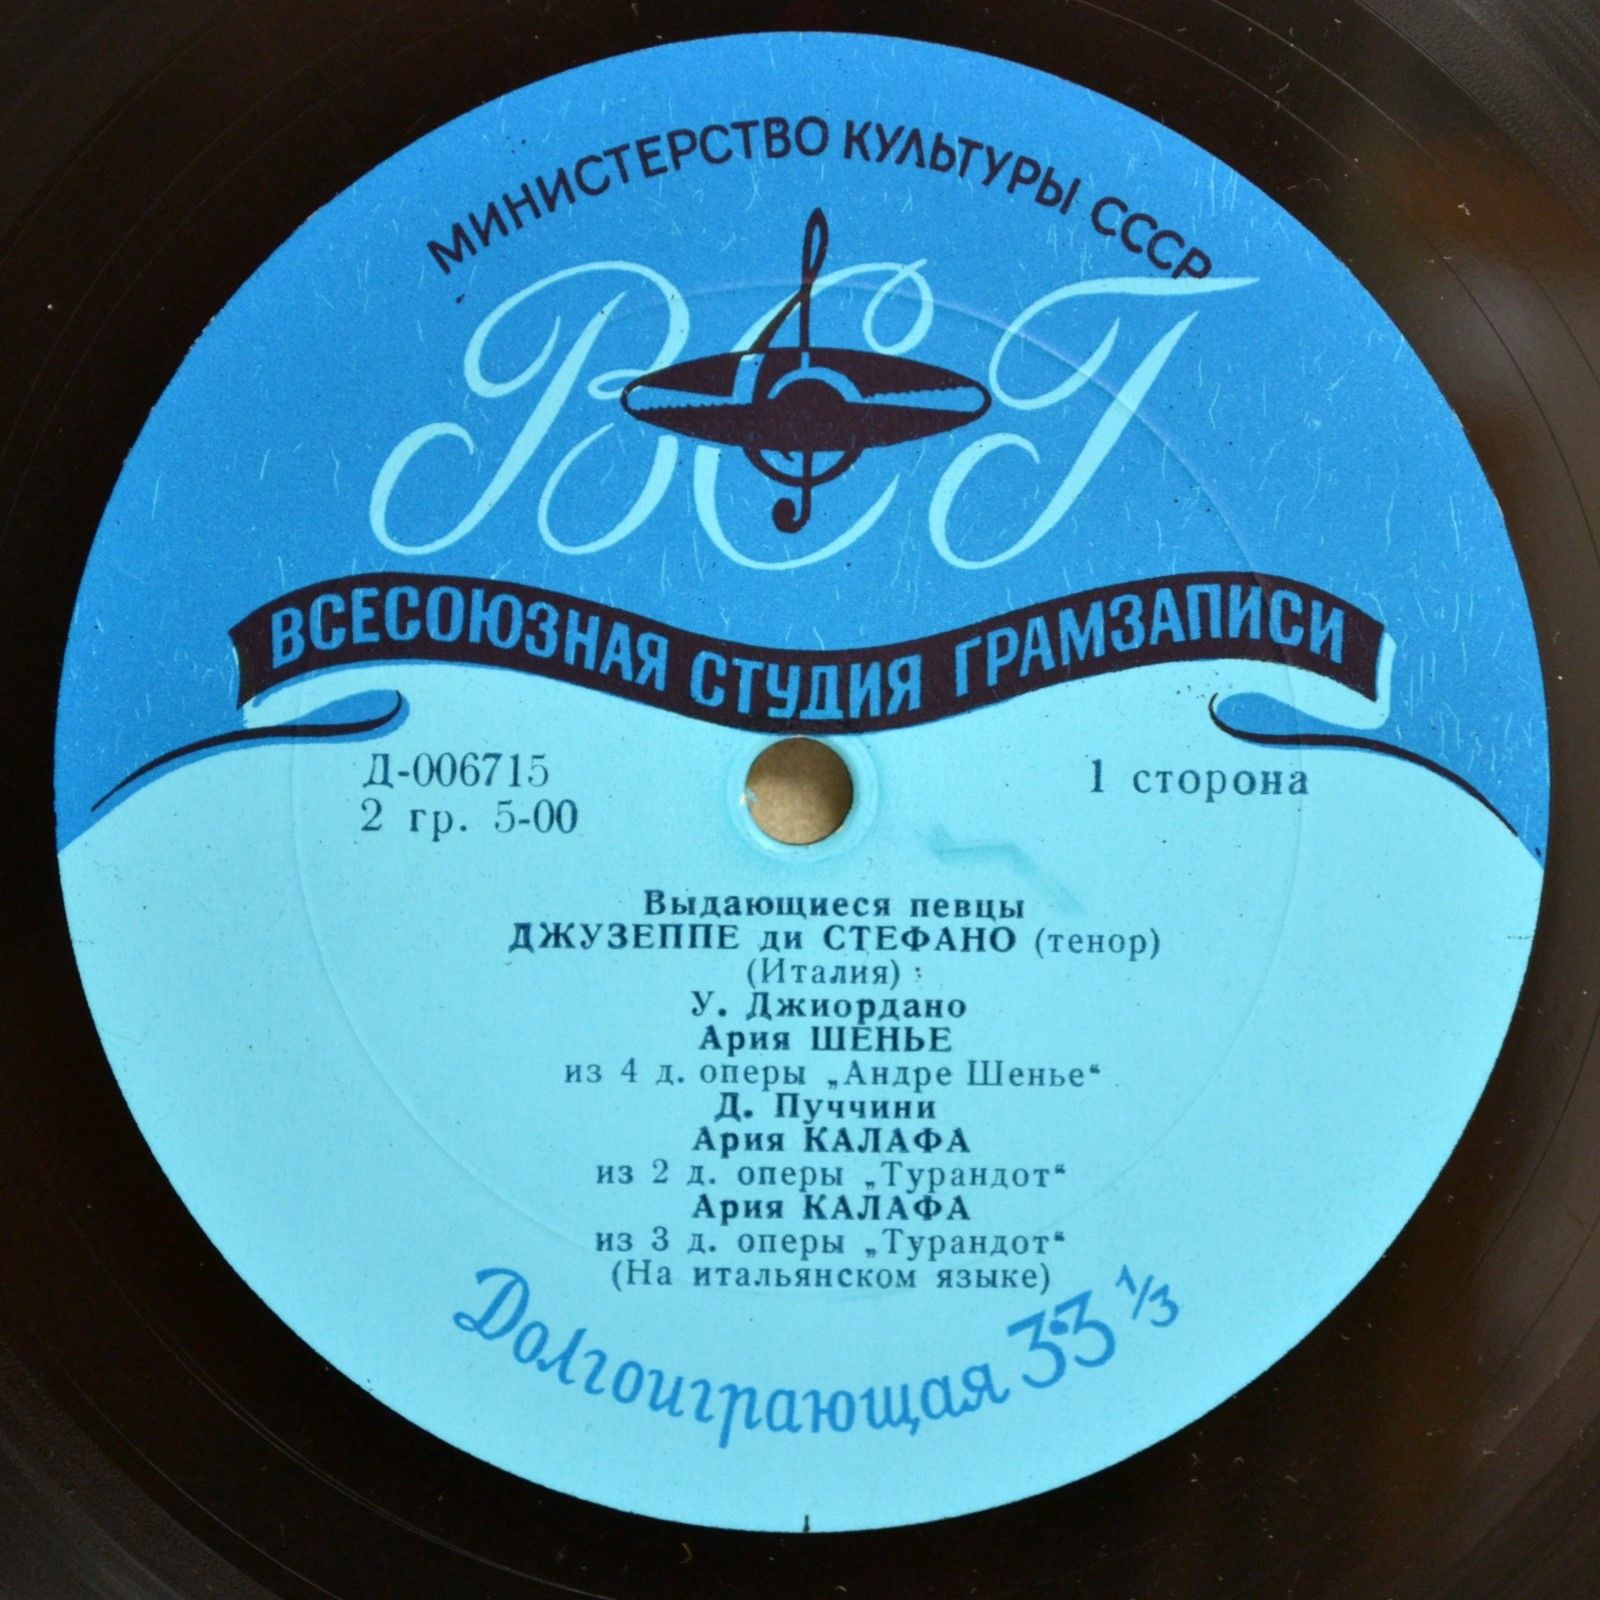 МИНИСТЕРСТВО КУЛЬТУРЫ СССР
ВСГ
ВСЕСОЮЗНАЯ СТУДИЯ ГРАМЗАПИСИ
Д-006715
2 гр. 5-00
1 сторона
Выдающиеся певцы
ДЖУЗЕППЕ ди СТЕФАНО (тенор)
(Италия)
У. Джиордано
Ария ШЕНЬЕ
из 4 д. оперы „Андре Шенье“
Д. Пуччини
Ария КАЛАФА
из 2 д. оперы „Турандот“
Ария КАЛАФА
из 3 д. оперы „Турандот“
(На итальянском языке)
Долгоиграющая 33 1/3